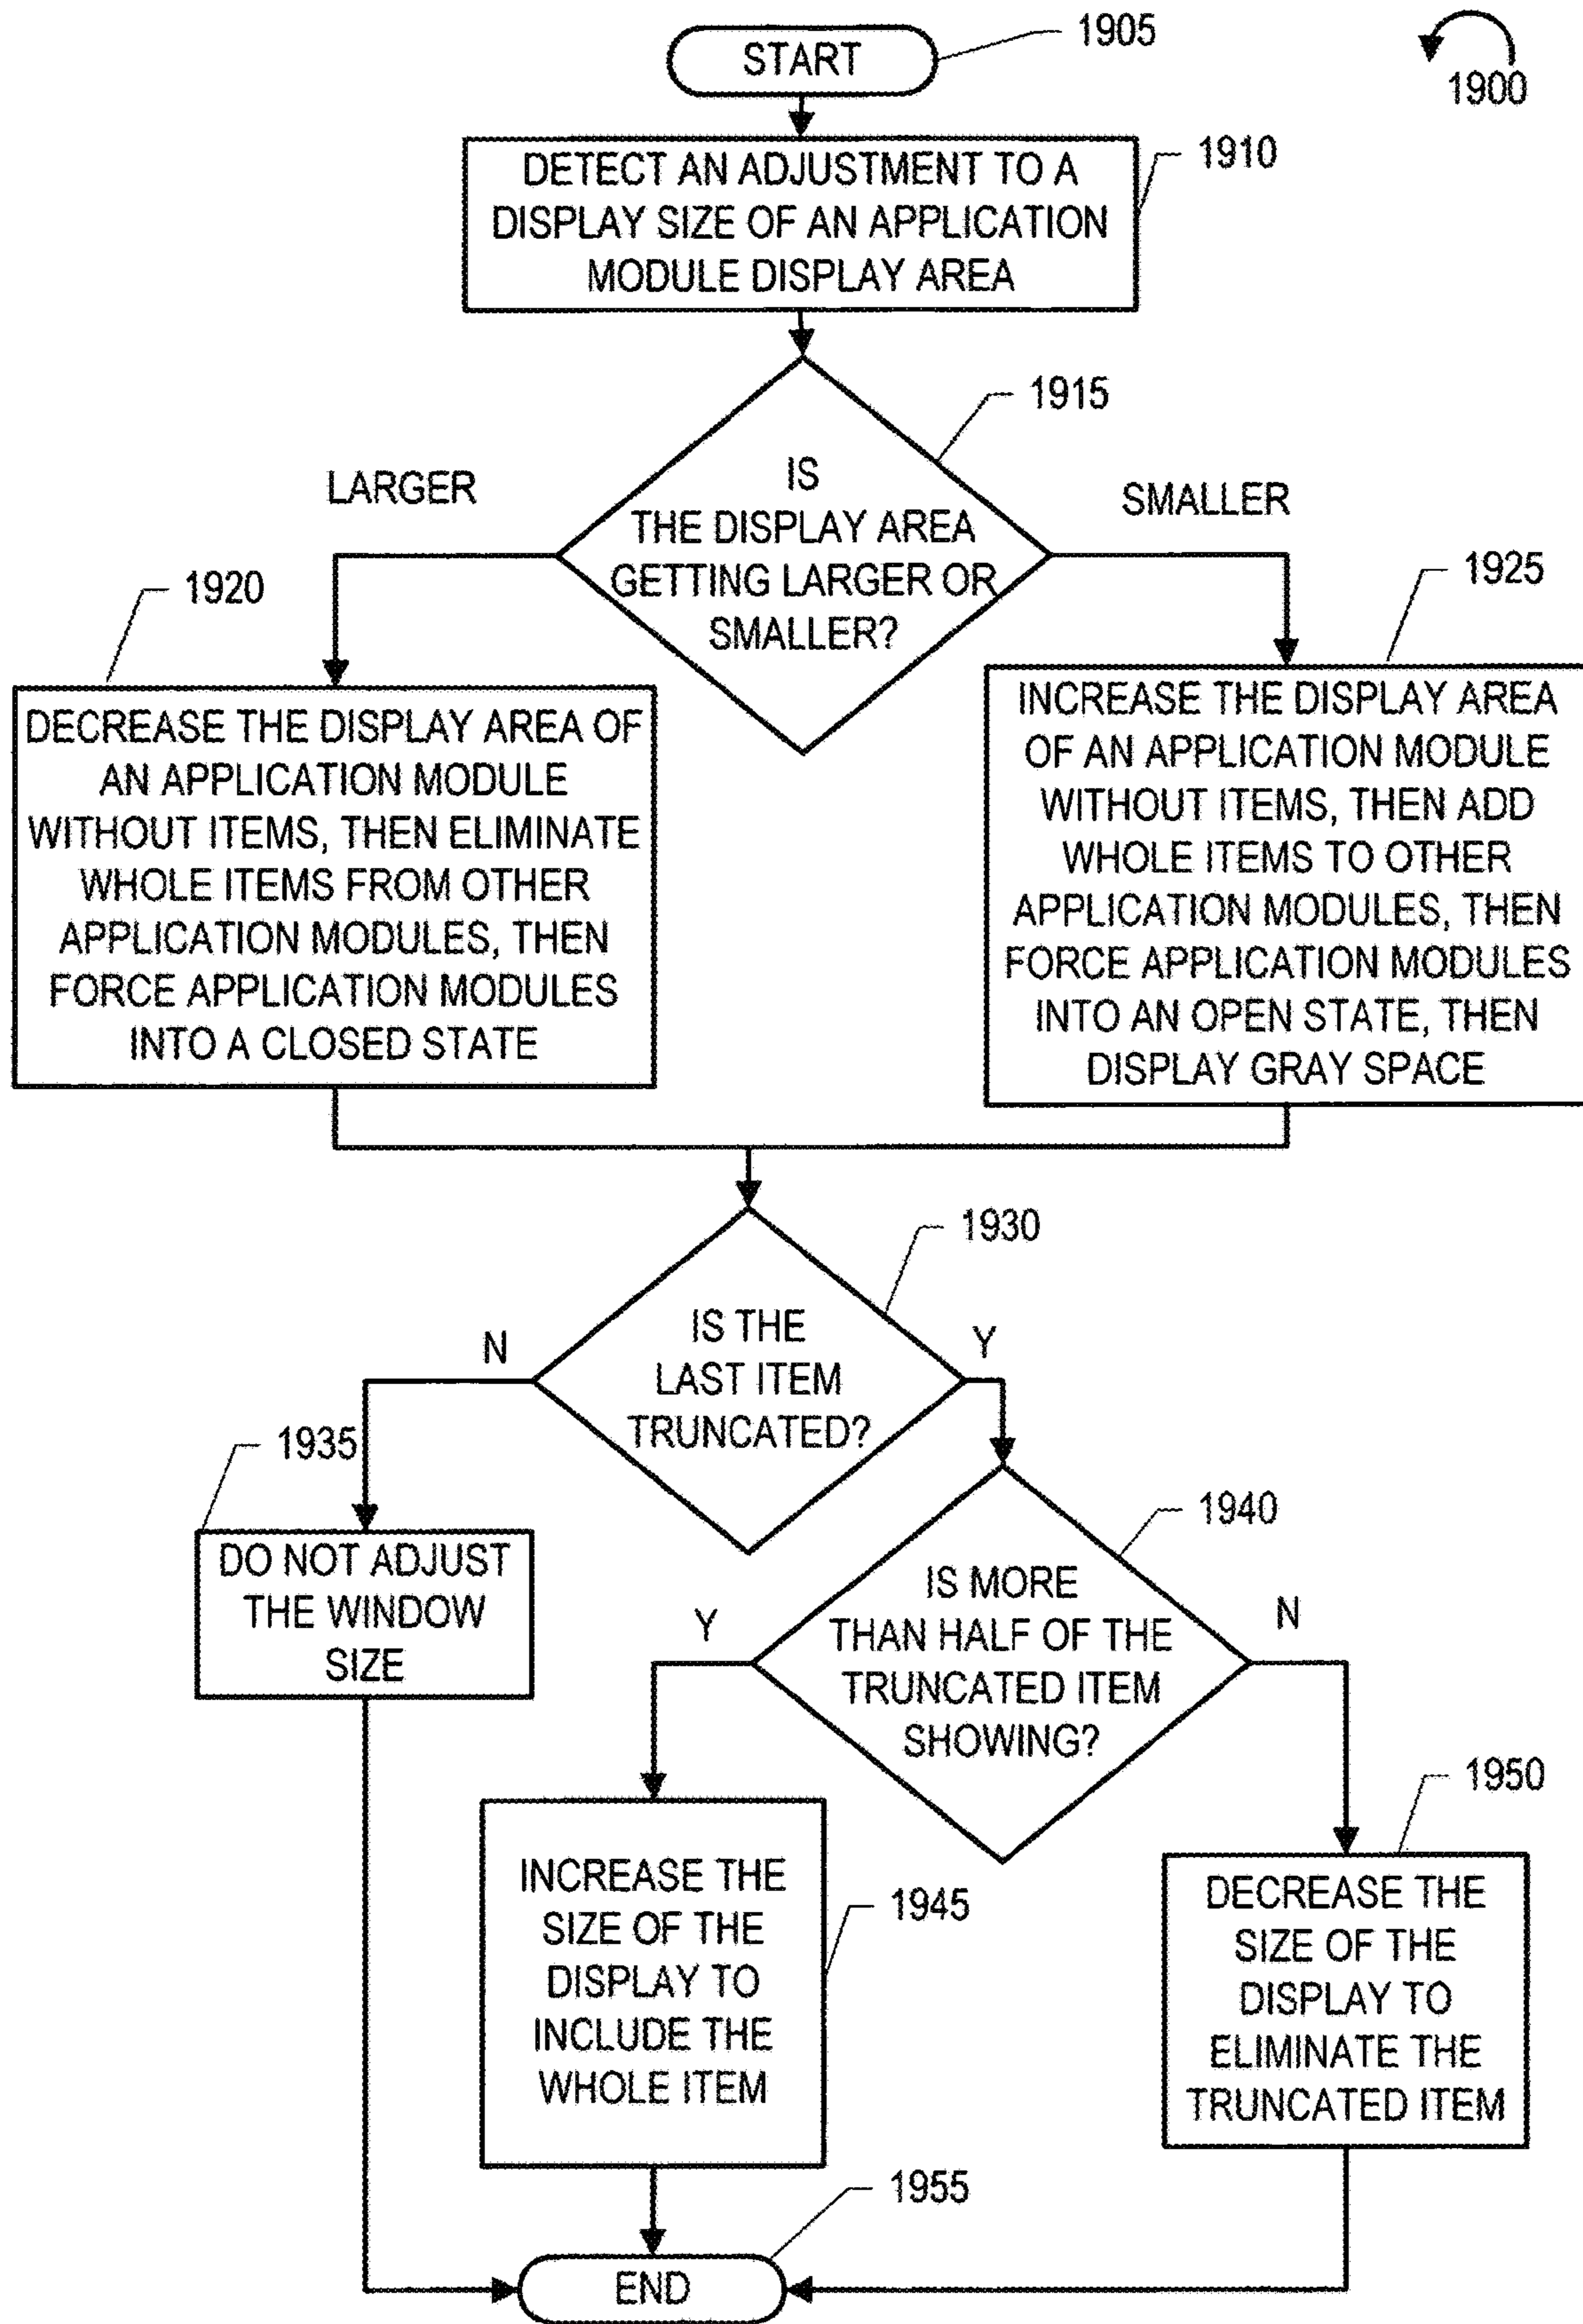 START
1905
1900
DETECT AN ADJUSTMENT TO A
DISPLAY SIZE OF AN APPLICATION
MODULE DISPLAY AREA
1910
1915
IS
THE DISPLAY AREA
GETTING LARGER OR
SMALLER?
LARGER
SMALLER
1920
DECREASE THE DISPLAY AREA OF
AN APPLICATION MODULE
WITHOUT ITEMS, THEN ELIMINATE
WHOLE ITEMS FROM OTHER
APPLICATION MODULES, THEN
FORCE APPLICATION MODULES
INTO A CLOSED STATE
1925
INCREASE THE DISPLAY AREA
OF AN APPLICATION MODULE
WITHOUT ITEMS, THEN ADD
WHOLE ITEMS TO OTHER
APPLICATION MODULES, THEN
FORCE APPLICATION MODULES
INTO AN OPEN STATE, THEN
DISPLAY GRAY SPACE
1930
IS THE
LAST ITEM
TRUNCATED?
N
Y
1935
DO NOT ADJUST
THE WINDOW
SIZE
1940
IS MORE
THAN HALF OF THE
TRUNCATED ITEM
SHOWING?
Y
N
INCREASE THE
SIZE OF THE
DISPLAY TO
INCLUDE THE
WHOLE ITEM
1945
1950
DECREASE THE
SIZE OF THE
DISPLAY TO
ELIMINATE THE
TRUNCATED ITEM
1955
END